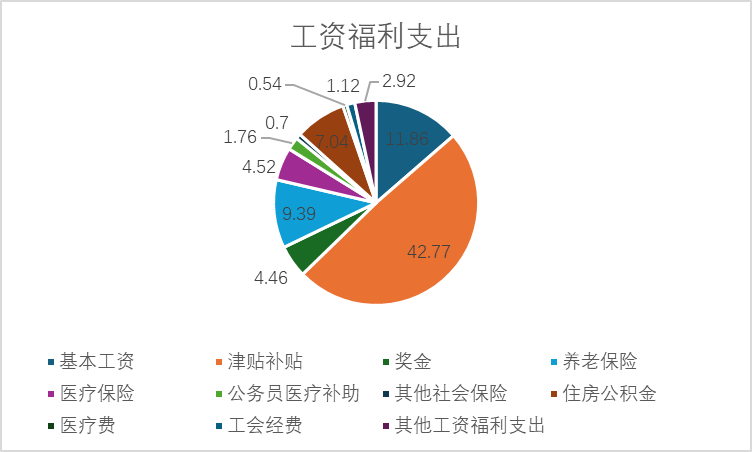 工资福利支出
0.54
1.12
2.92
0.7
1.76
7.04
11.86
4.52
9.39
42.77
4.46
基本工资
津贴补贴
奖金
养老保险
医疗保险
公务员医疗补助
其他社会保险
住房公积金
医疗费
工会经费
其他工资福利支出